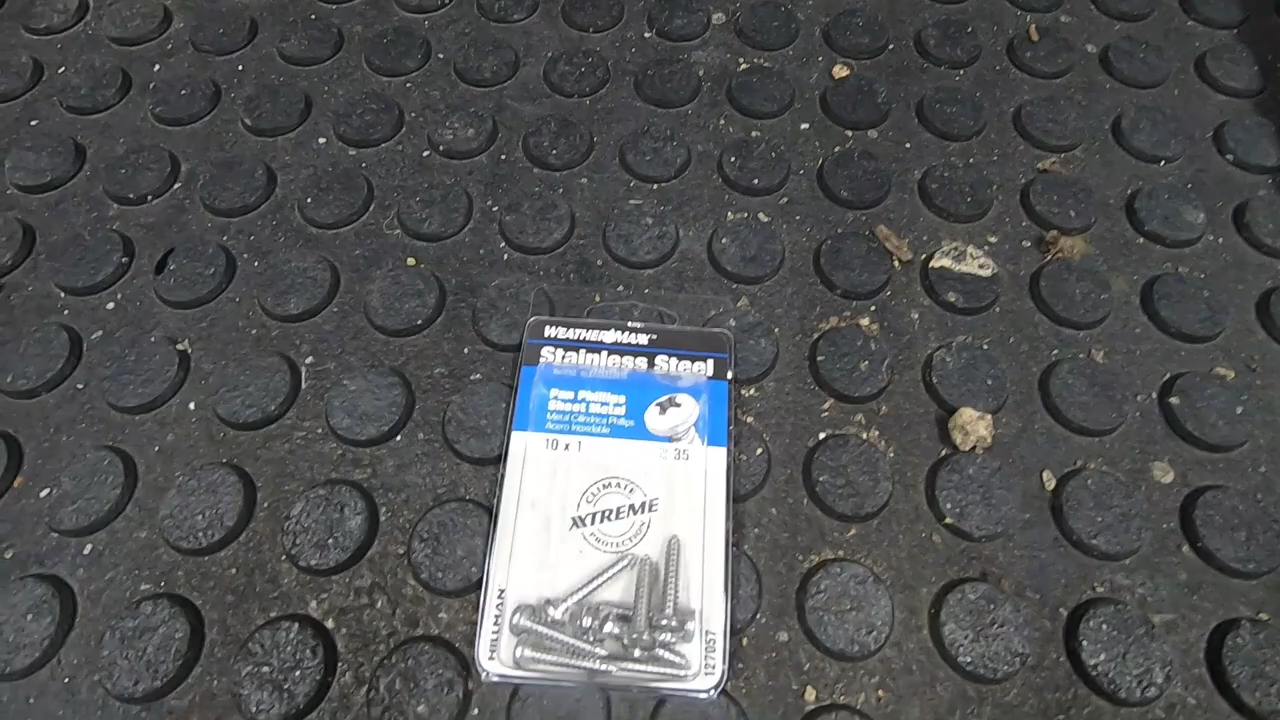 WEATHERMAXX™
Stainless Steel
Pan Phillips
Sheet Metal
Metal Cilíndrica Phillips
Acero Inoxidable
10 x 1
35
CLIMATE
XTREME
PROTECTION
HILLMAN
127057